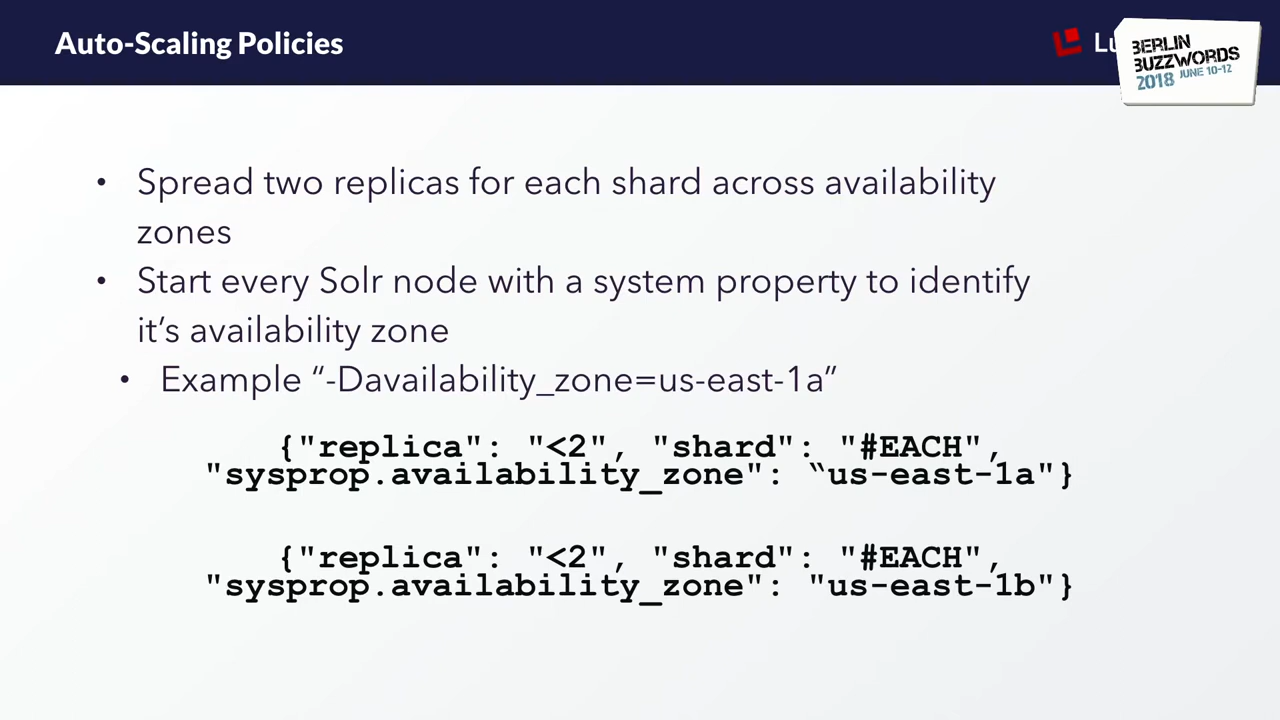 Auto-Scaling Policies
Lu
BERLIN
BUZZWORDS
2018 JUNE 10-12
• Spread two replicas for each shard across availability
zones
• Start every Solr node with a system property to identify
it’s availability zone
• Example “-Davailability_zone=us-east-1a”
{"replica": "<2", "shard": "#EACH",
"sysprop.availability_zone": “us-east-1a"}
{"replica": "<2", "shard": "#EACH",
"sysprop.availability_zone": "us-east-1b"}